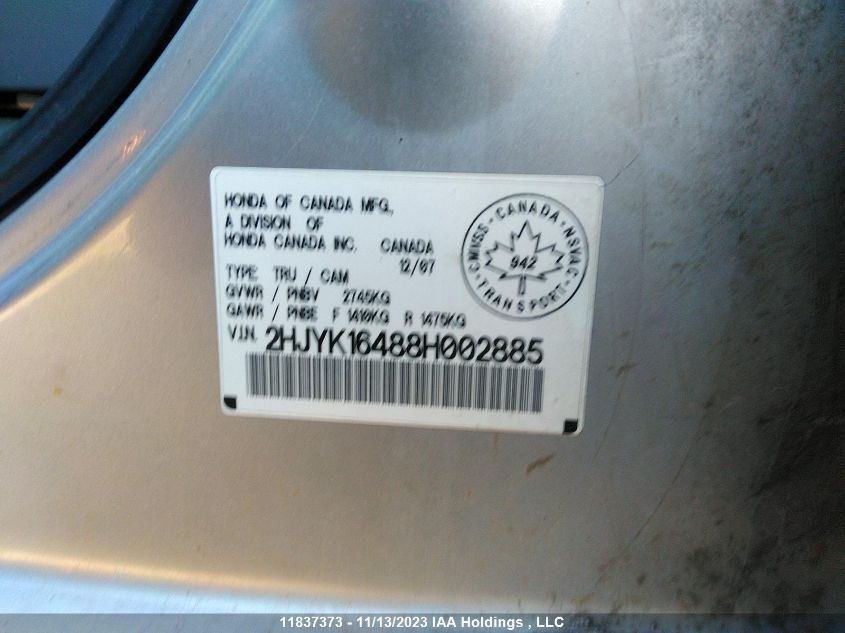 HONDA OF CANADA MFG.,
A DIVISION OF
HONDA CANADA INC. CANADA
12/07
TYPE TRU / CAM
GVWR / PNBV 2745KG
GAWR / PNBE F 1410KG R 1475KG
V.I.N. 2HJYK16488H002885
CMVSS · CANADA · NSVAC
942
· TRANSPORT ·
11837373 - 11/13/2023 IAA Holdings , LLC